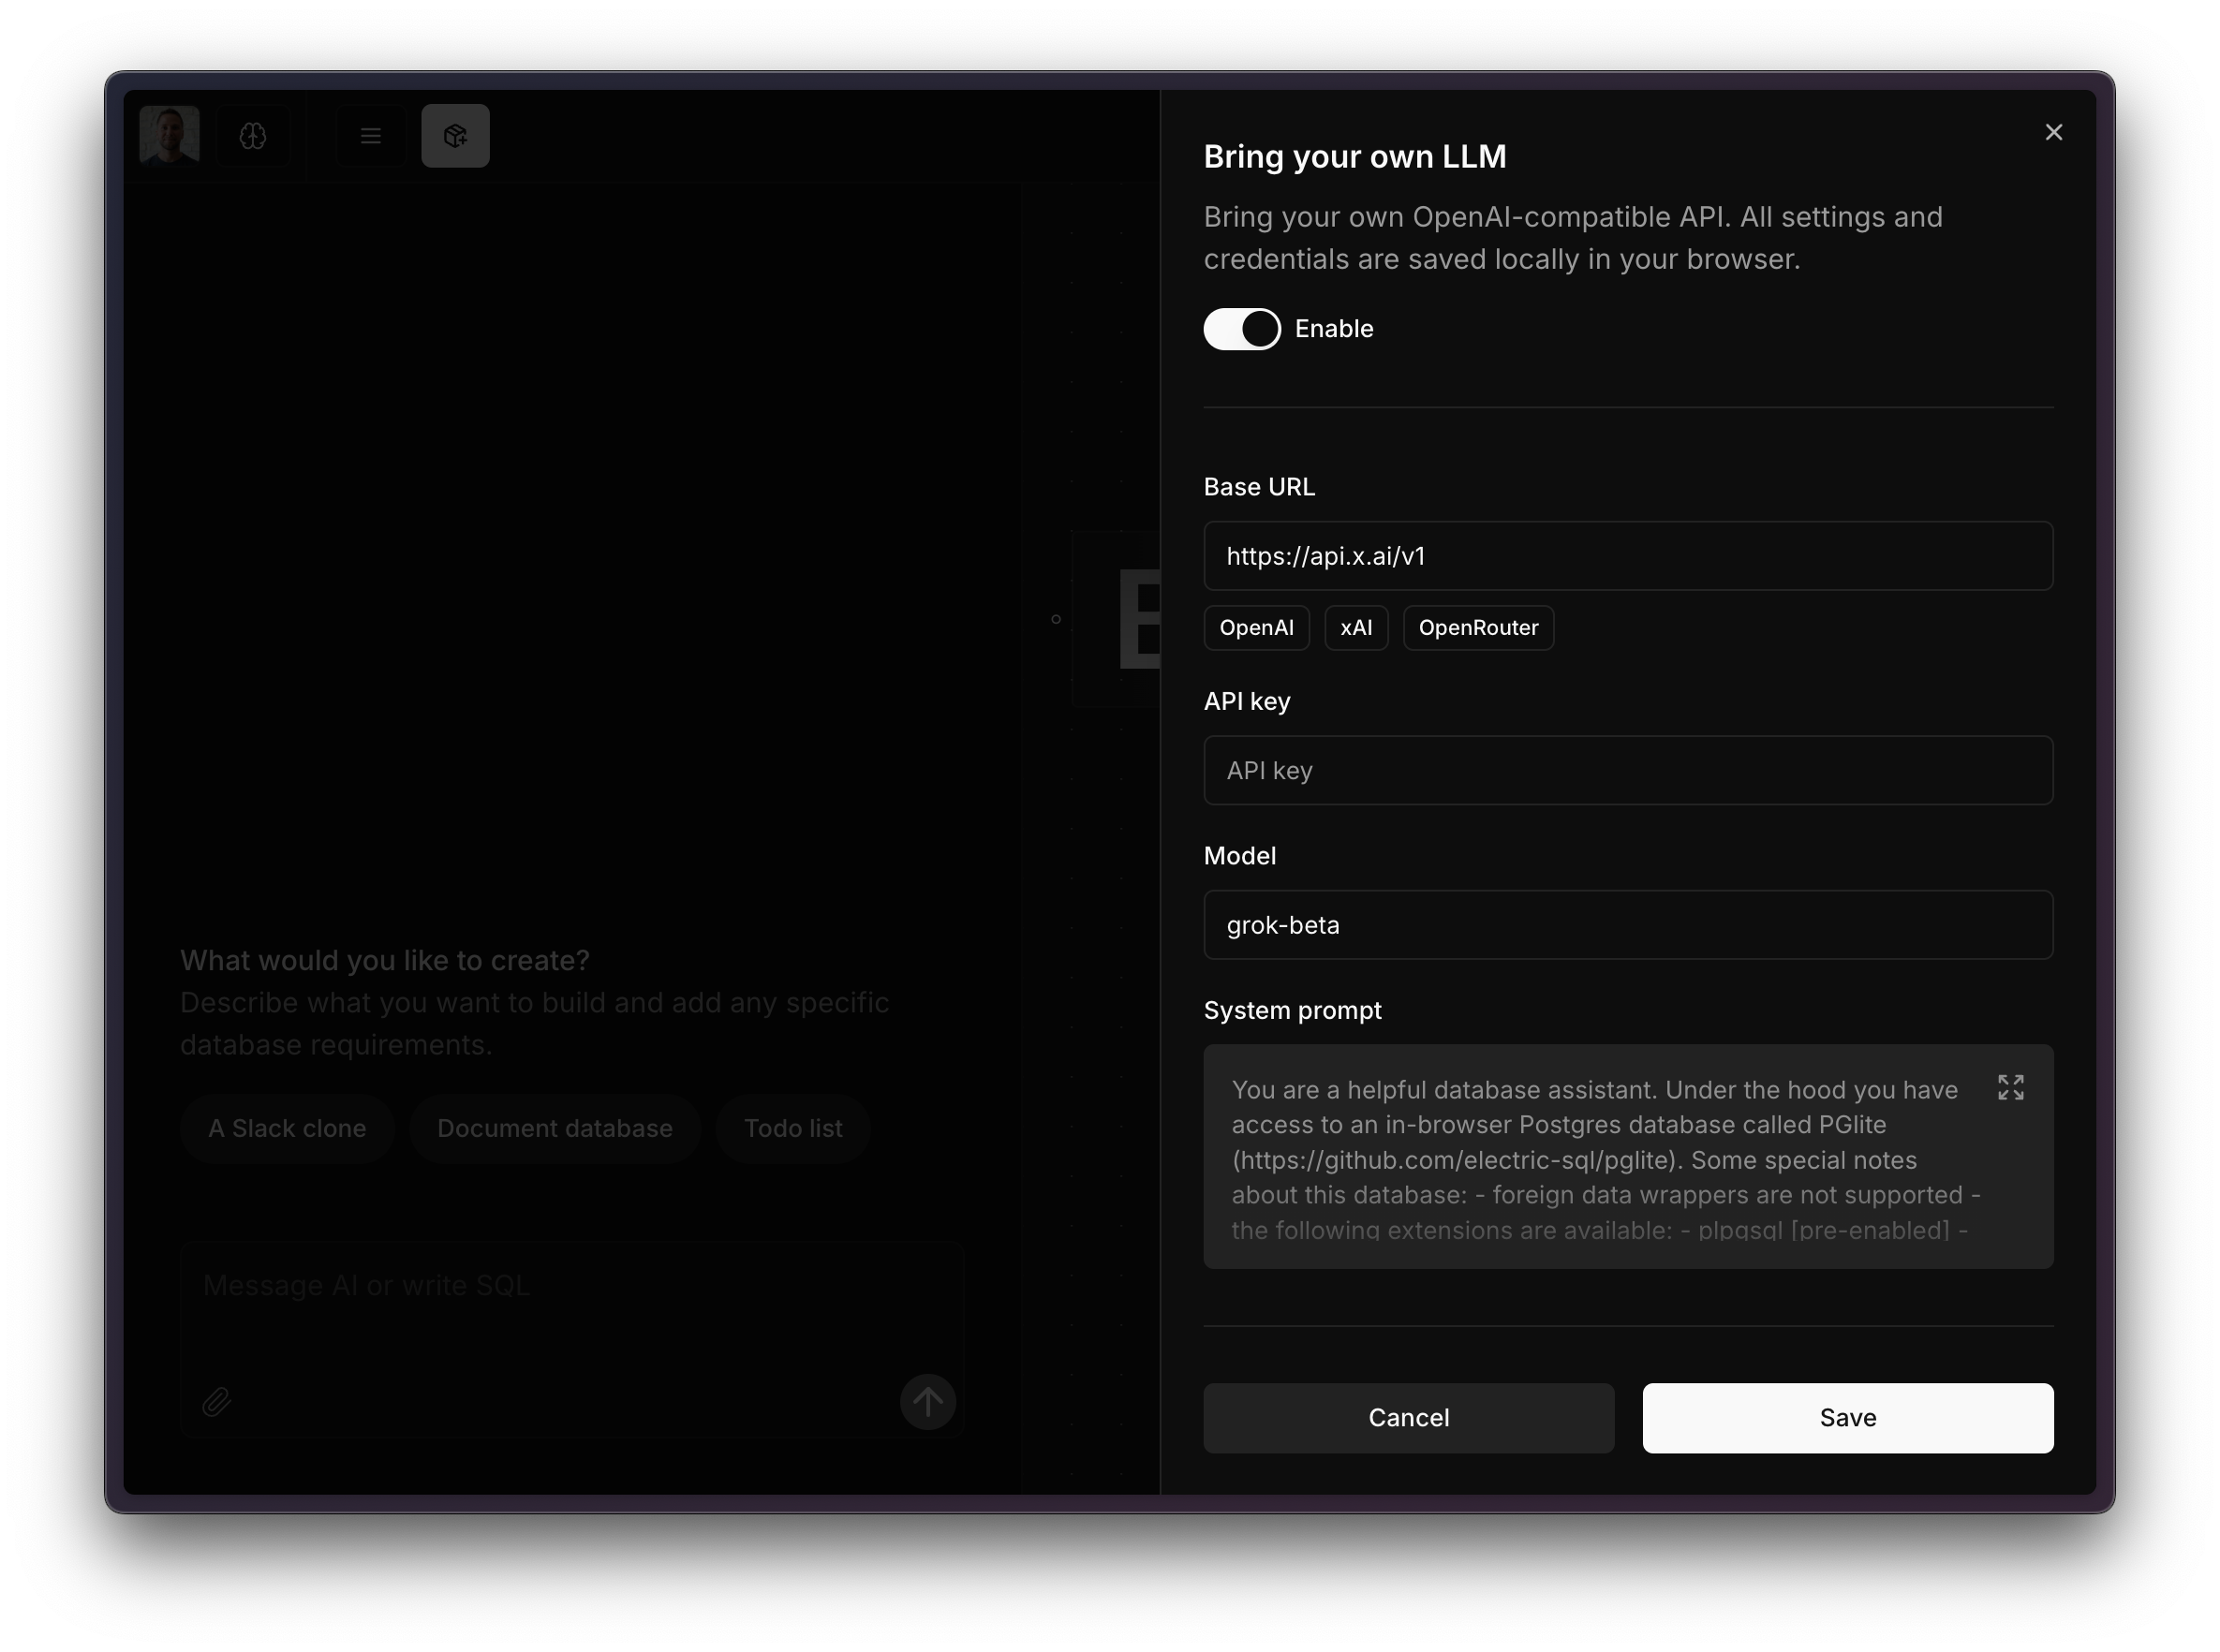 Bring your own LLM
Bring your own OpenAI-compatible API. All settings and
credentials are saved locally in your browser.
Enable
Base URL
https://api.x.ai/v1
OpenAI
xAI
OpenRouter
API key
API key
Model
grok-beta
System prompt
You are a helpful database assistant. Under the hood you have
access to an in-browser Postgres database called PGlite
(https://github.com/electric-sql/pglite). Some special notes
about this database: - foreign data wrappers are not supported -
the following extensions are available: - plpgsql [pre-enabled] -
Cancel
Save
What would you like to create?
Describe what you want to build and add any specific
database requirements.
A Slack clone
Document database
Todo list
Message AI or write SQL